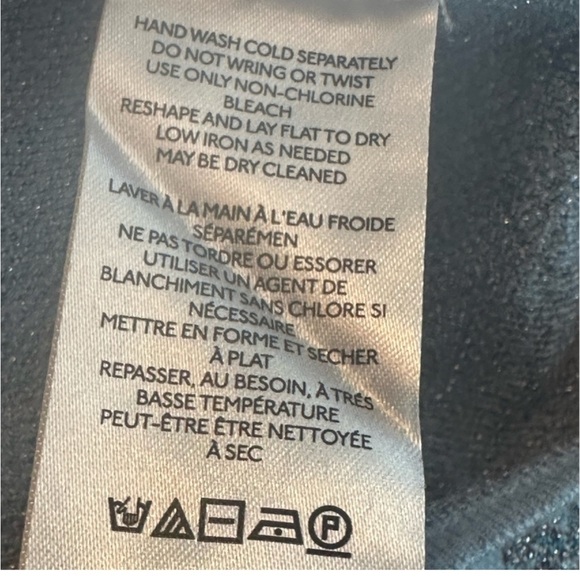 HAND WASH COLD SEPARATELY
DO NOT WRING OR TWIST
USE ONLY NON-CHLORINE
BLEACH
RESHAPE AND LAY FLAT TO DRY
LOW IRON AS NEEDED
MAY BE DRY CLEANED
LAVER À LA MAIN À L'EAU FROIDE
SÉPARÉMEN
NE PAS TORDRE OU ESSORER
UTILISER UN AGENT DE
BLANCHIMENT SANS CHLORE SI
NÉCESSAIRE
METTRE EN FORME ET SECHER
À PLAT
REPASSER, AU BESOIN, À TRÉS
BASSE TEMPÉRATURE
PEUT-ÊTRE ÊTRE NETTOYÉE
À SEC
P